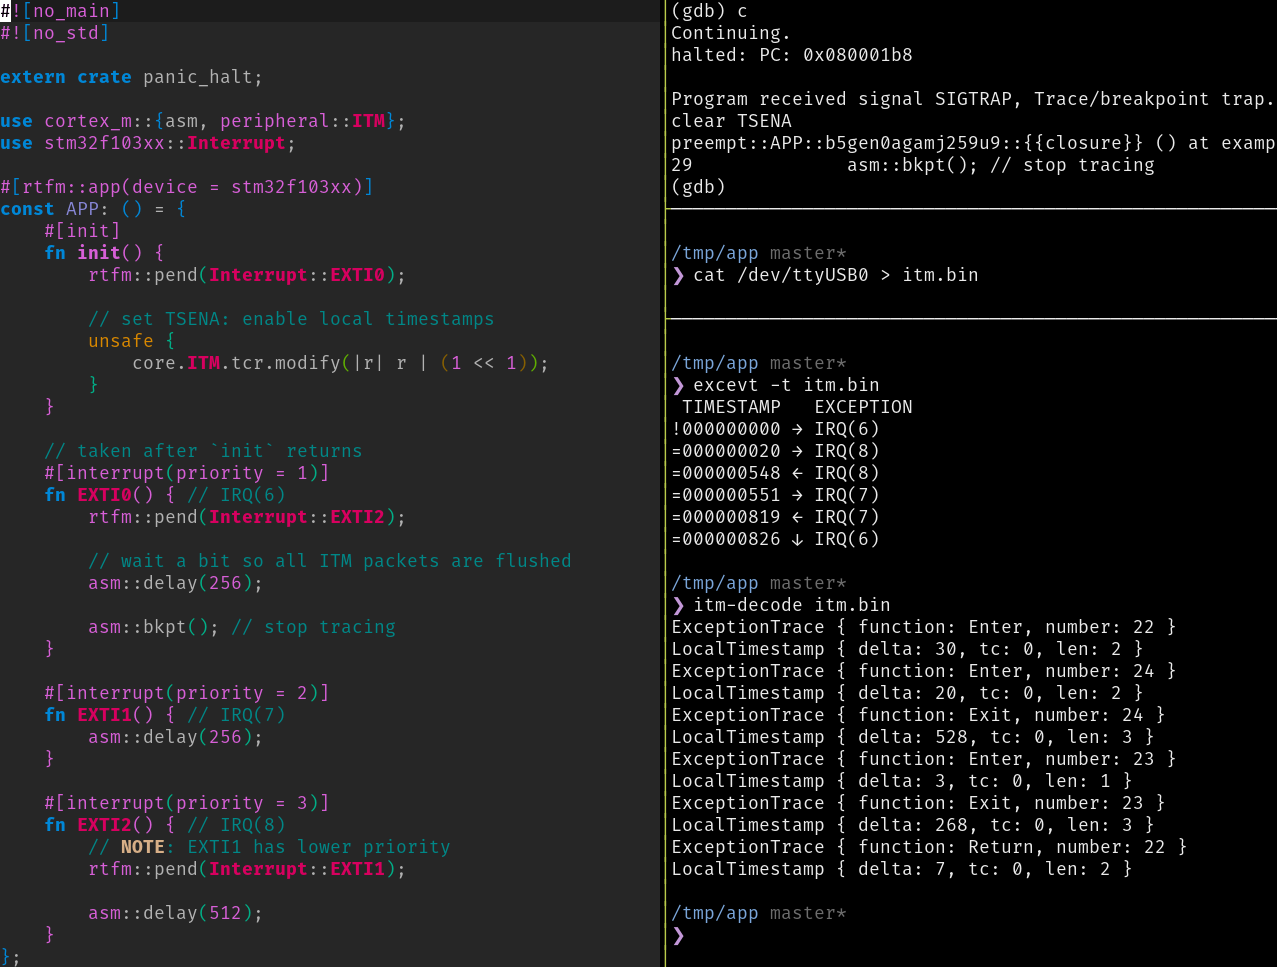 #![no_main]
#![no_std]

extern crate panic_halt;

use cortex_m::{asm, peripheral::ITM};
use stm32f103xx::Interrupt;

#[rtfm::app(device = stm32f103xx)]
const APP: () = {
    #[init]
    fn init() {
        rtfm::pend(Interrupt::EXTI0);

        // set TSENA: enable local timestamps
        unsafe {
            core.ITM.tcr.modify(|r| r | (1 << 1));
        }
    }

    // taken after `init` returns
    #[interrupt(priority = 1)]
    fn EXTI0() { // IRQ(6)
        rtfm::pend(Interrupt::EXTI2);

        // wait a bit so all ITM packets are flushed
        asm::delay(256);

        asm::bkpt(); // stop tracing
    }

    #[interrupt(priority = 2)]
    fn EXTI1() { // IRQ(7)
        asm::delay(256);
    }

    #[interrupt(priority = 3)]
    fn EXTI2() { // IRQ(8)
        // NOTE: EXTI1 has lower priority
        rtfm::pend(Interrupt::EXTI1);

        asm::delay(512);
    }
};
(gdb) c
Continuing.
halted: PC: 0x080001b8

Program received signal SIGTRAP, Trace/breakpoint trap.
clear TSENA
preempt::APP::b5gen0agamj259u9::{{closure}} () at examp
29              asm::bkpt(); // stop tracing
(gdb)

/tmp/app master*
❯ cat /dev/ttyUSB0 > itm.bin

/tmp/app master*
❯ excevt -t itm.bin
 TIMESTAMP   EXCEPTION
!000000000 → IRQ(6)
=000000020 → IRQ(8)
=000000548 ← IRQ(8)
=000000551 → IRQ(7)
=000000819 ← IRQ(7)
=000000826 ↓ IRQ(6)

/tmp/app master*
❯ itm-decode itm.bin
ExceptionTrace { function: Enter, number: 22 }
LocalTimestamp { delta: 30, tc: 0, len: 2 }
ExceptionTrace { function: Enter, number: 24 }
LocalTimestamp { delta: 20, tc: 0, len: 2 }
ExceptionTrace { function: Exit, number: 24 }
LocalTimestamp { delta: 528, tc: 0, len: 3 }
ExceptionTrace { function: Enter, number: 23 }
LocalTimestamp { delta: 3, tc: 0, len: 1 }
ExceptionTrace { function: Exit, number: 23 }
LocalTimestamp { delta: 268, tc: 0, len: 3 }
ExceptionTrace { function: Return, number: 22 }
LocalTimestamp { delta: 7, tc: 0, len: 2 }

/tmp/app master*
❯